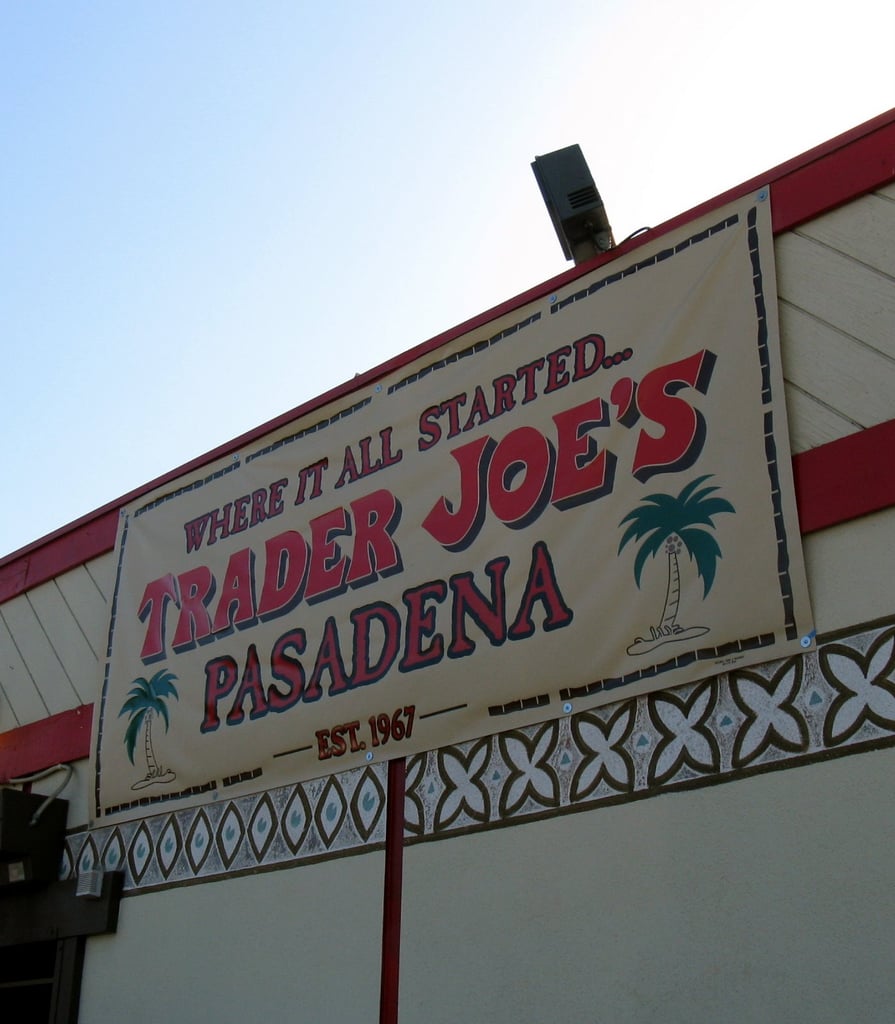 WHERE IT ALL STARTED...
TRADER JOE'S
PASADENA
EST. 1967